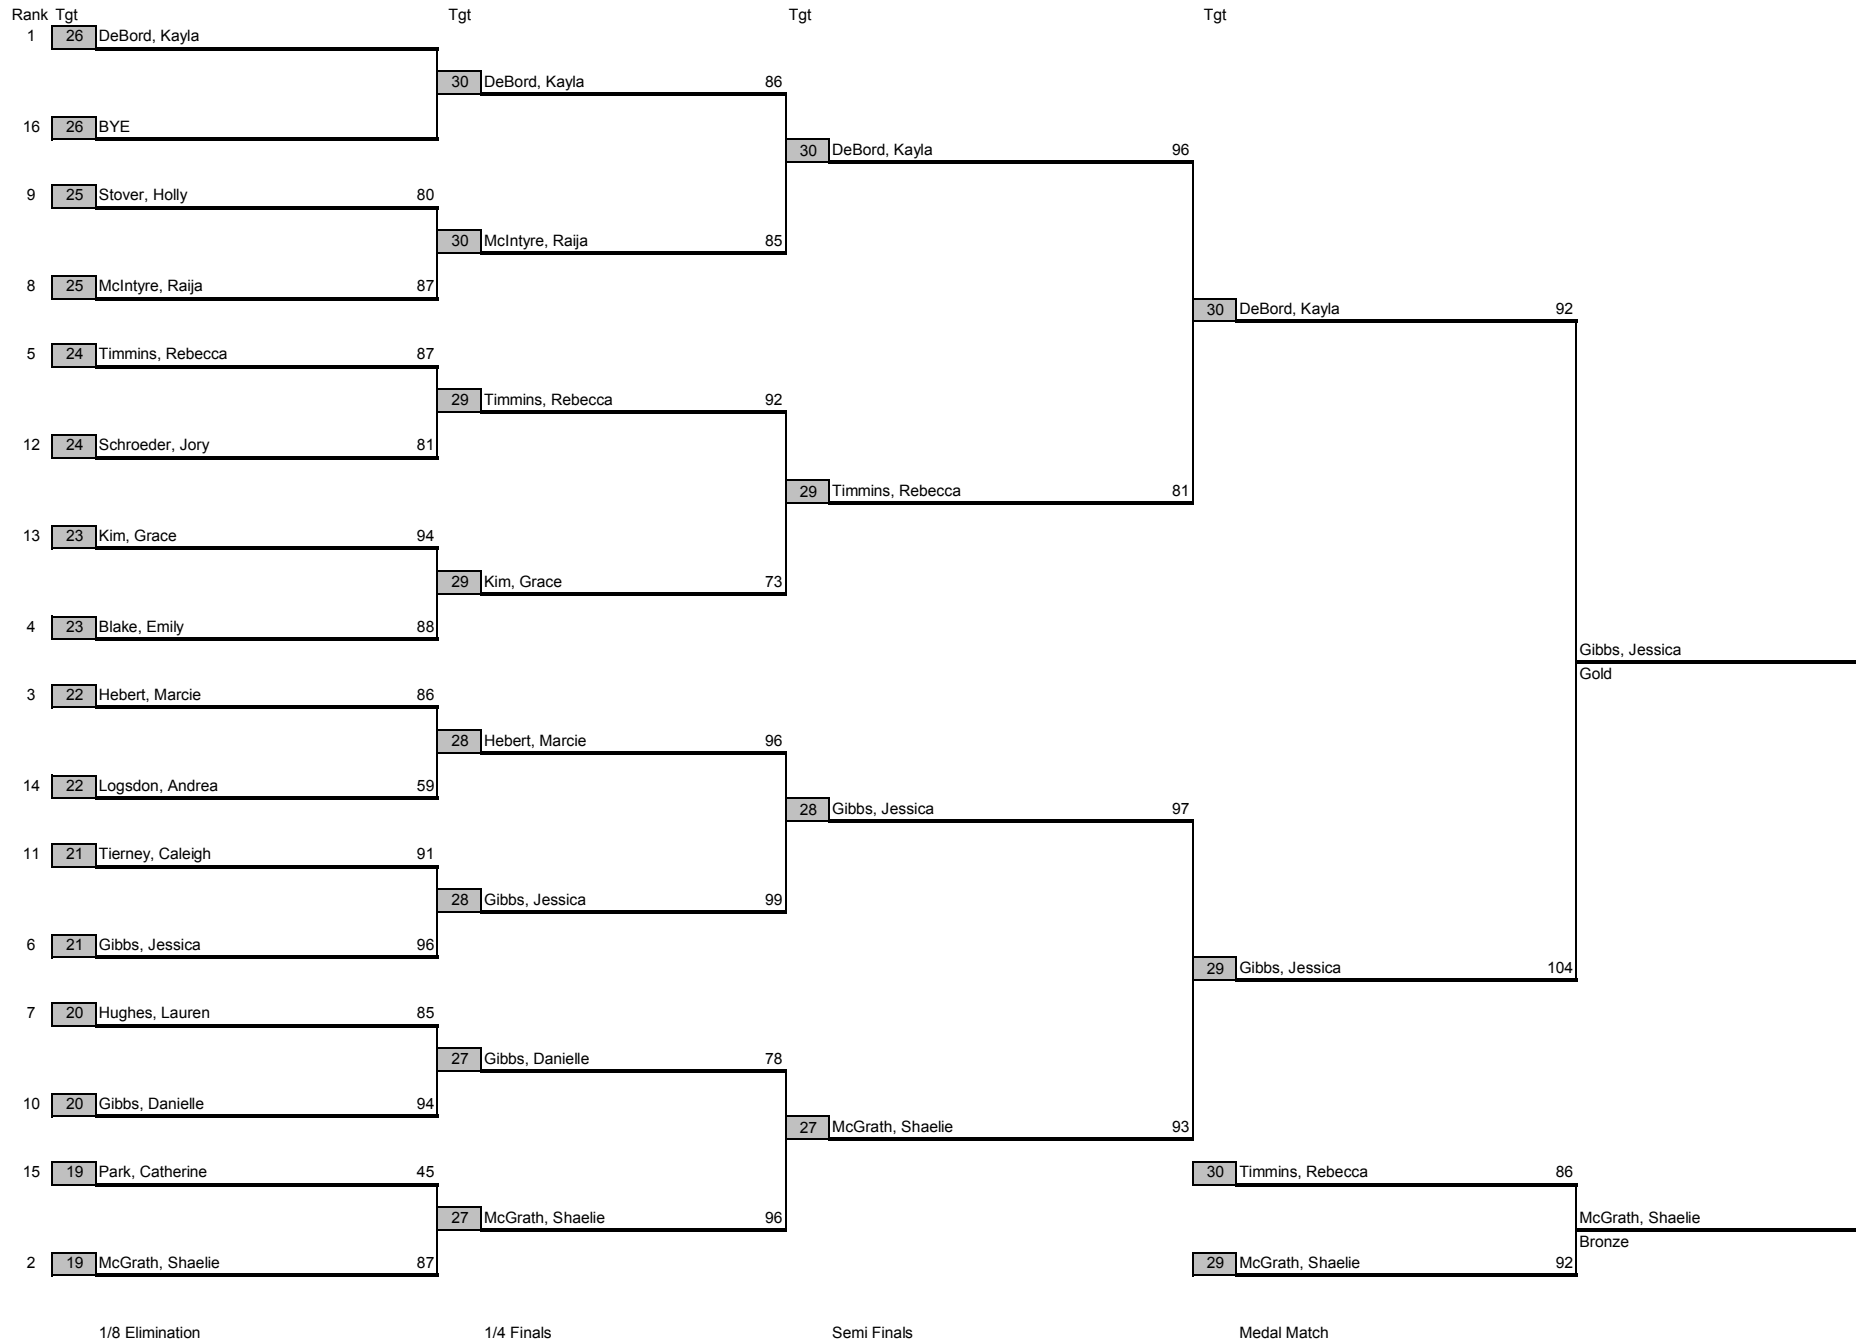 Rank Tgt Tgt Tgt Tgt
1 26 DeBord, Kayla
30 DeBord, Kayla 86
16 26 BYE
30 DeBord, Kayla 96
9 25 Stover, Holly 80
30 McIntyre, Raija 85
8 25 McIntyre, Raija 87
30 DeBord, Kayla 92
5 24 Timmins, Rebecca 87
29 Timmins, Rebecca 92
12 24 Schroeder, Jory 81
29 Timmins, Rebecca 81
13 23 Kim, Grace 94
29 Kim, Grace 73
4 23 Blake, Emily 88
Gibbs, Jessica
Gold
3 22 Hebert, Marcie 86
28 Hebert, Marcie 96
14 22 Logsdon, Andrea 59
28 Gibbs, Jessica 97
11 21 Tierney, Caleigh 91
28 Gibbs, Jessica 99
6 21 Gibbs, Jessica 96
29 Gibbs, Jessica 104
7 20 Hughes, Lauren 85
27 Gibbs, Danielle 78
10 20 Gibbs, Danielle 94
27 McGrath, Shaelie 93
15 19 Park, Catherine 45 30 Timmins, Rebecca 86
27 McGrath, Shaelie 96 McGrath, Shaelie
Bronze
2 19 McGrath, Shaelie 87 29 McGrath, Shaelie 92
1/8 Elimination 1/4 Finals Semi Finals Medal Match